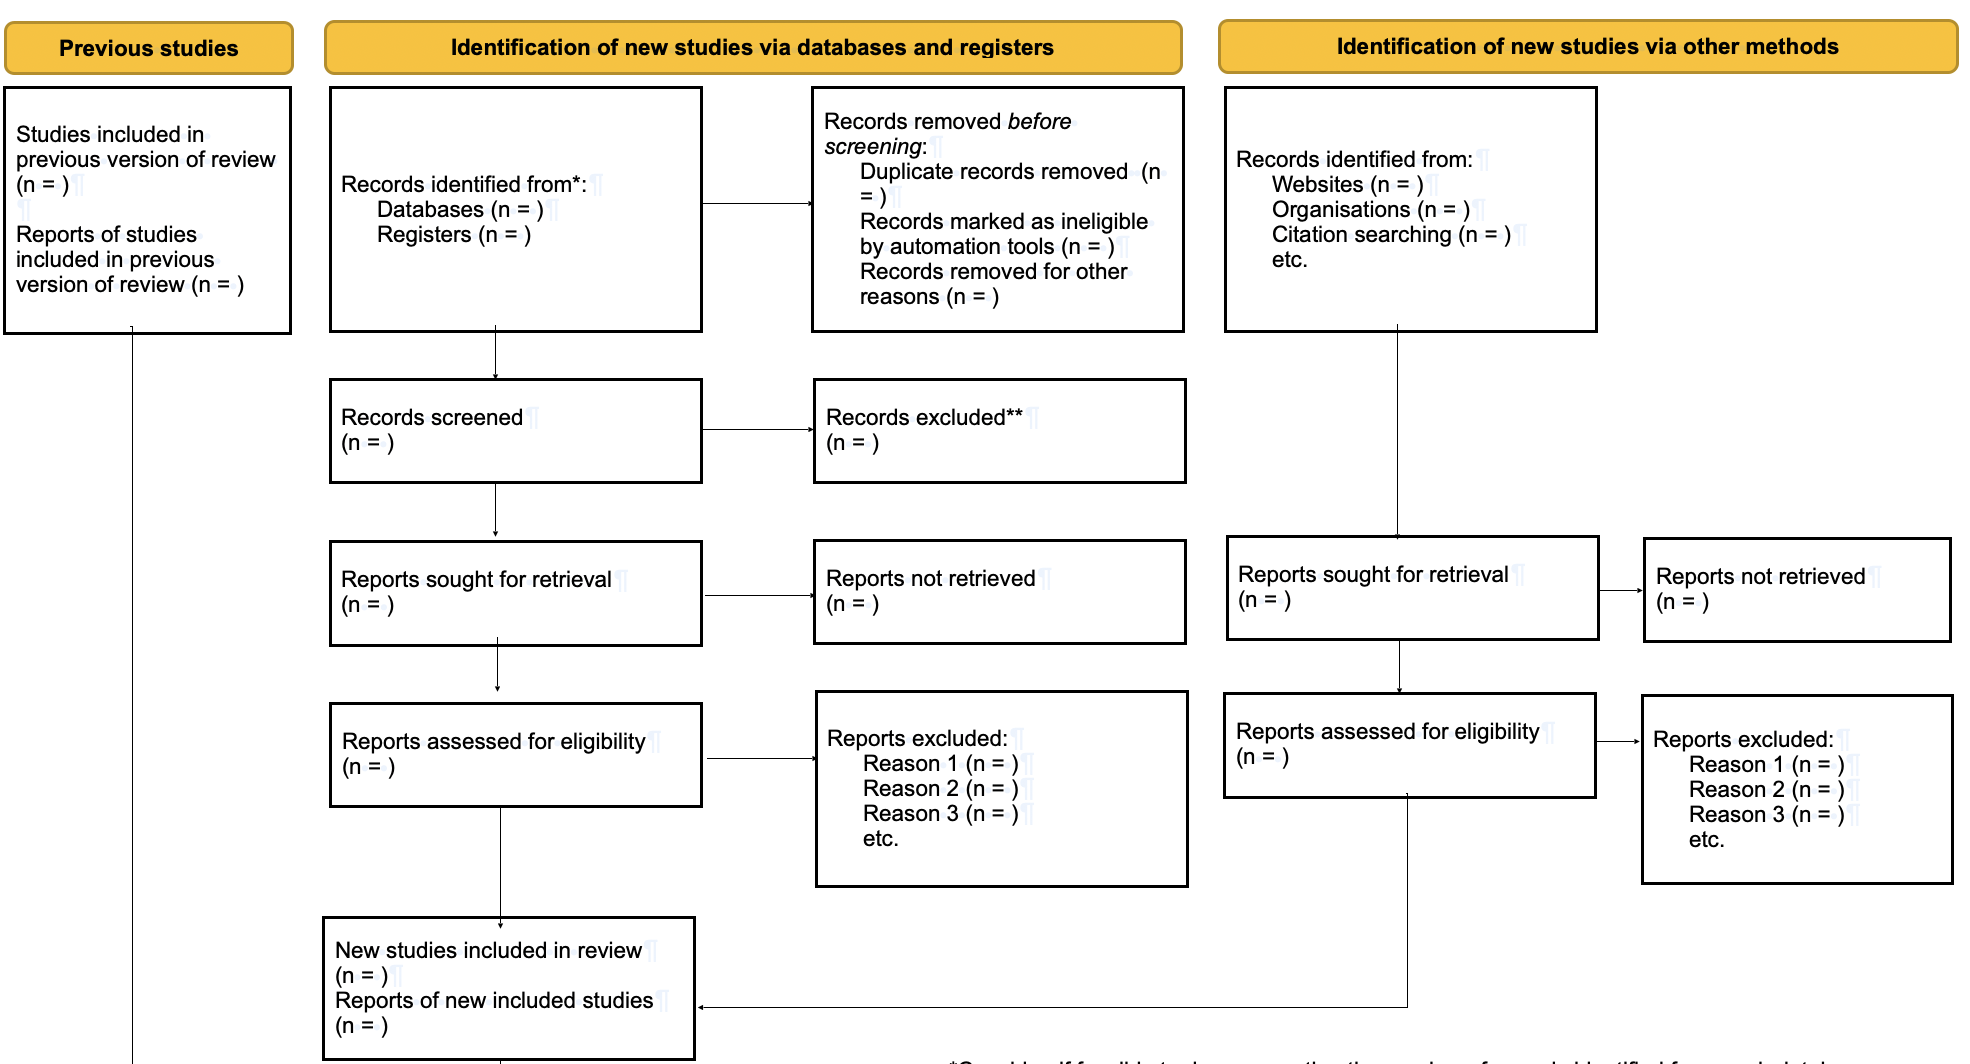 Previous studies
Identification of new studies via databases and registers
Identification of new studies via other methods
Studies included in
previous version of review
(n = )¶
¶
Reports of studies
included in previous
version of review (n = )
Records identified from*:¶
Databases (n = )¶
Registers (n = )
Records removed before
screening:¶
Duplicate records removed (n
= )¶
Records marked as ineligible
by automation tools (n = )¶
Records removed for other
reasons (n = )
Records identified from:¶
Websites (n = )¶
Organisations (n = )¶
Citation searching (n = )¶
etc.
Records screened¶
(n = )
Records excluded**¶
(n = )
Reports sought for retrieval¶
(n = )
Reports not retrieved¶
(n = )
Reports sought for retrieval¶
(n = )
Reports not retrieved¶
(n = )
Reports assessed for eligibility¶
(n = )
Reports excluded:¶
Reason 1 (n = )¶
Reason 2 (n = )¶
Reason 3 (n = )¶
etc.
Reports assessed for eligibility¶
(n = )
Reports excluded:¶
Reason 1 (n = )¶
Reason 2 (n = )¶
Reason 3 (n = )¶
etc.
New studies included in review¶
(n = )¶
Reports of new included studies¶
(n = )